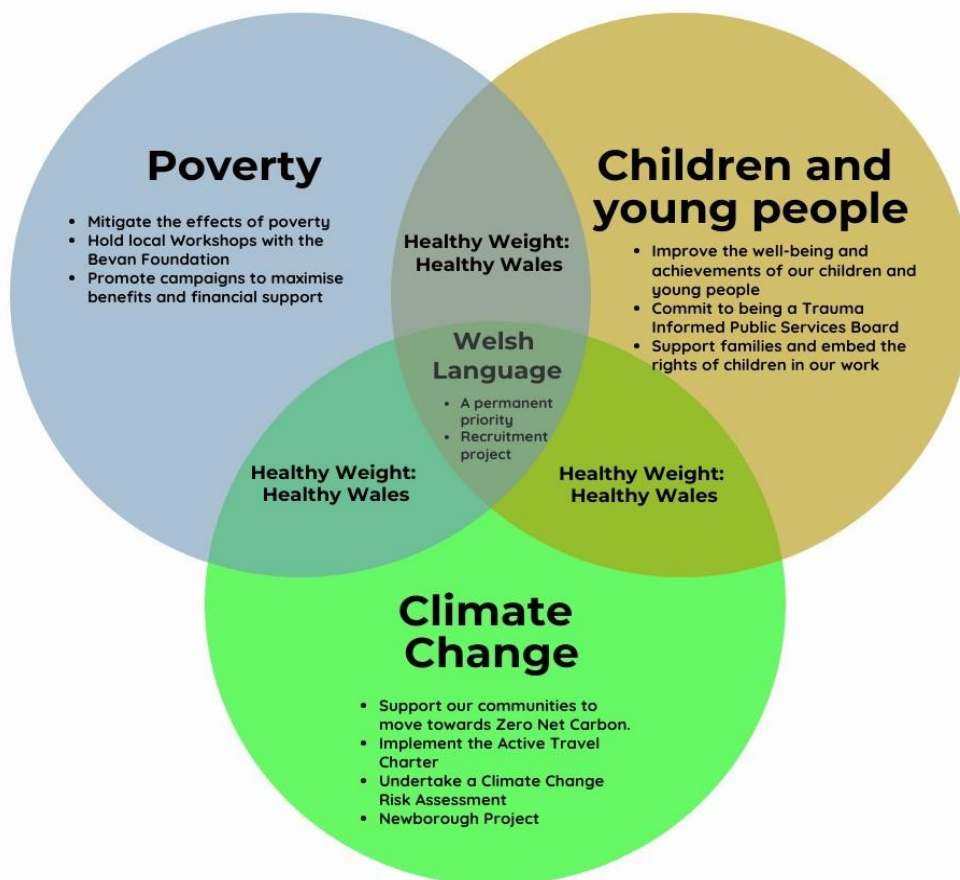 Poverty
• Mitigate the effects of poverty
• Hold local Workshops with the
Bevan Foundation
• Promote campaigns to maximise
benefits and financial support
Children and
young people
• Improve the well-being and
achievements of our children and
young people
• Commit to being a Trauma
Informed Public Services Board
• Support families and embed the
rights of children in our work
Healthy Weight:
Healthy Wales
Welsh
Language
• A permanent
priority
• Recruitment
project
Healthy Weight:
Healthy Wales
Healthy Weight:
Healthy Wales
Climate
Change
• Support our communities to
move towards Zero Net Carbon.
• Implement the Active Travel
Charter
• Undertake a Climate Change
Risk Assessment
• Newborough Project